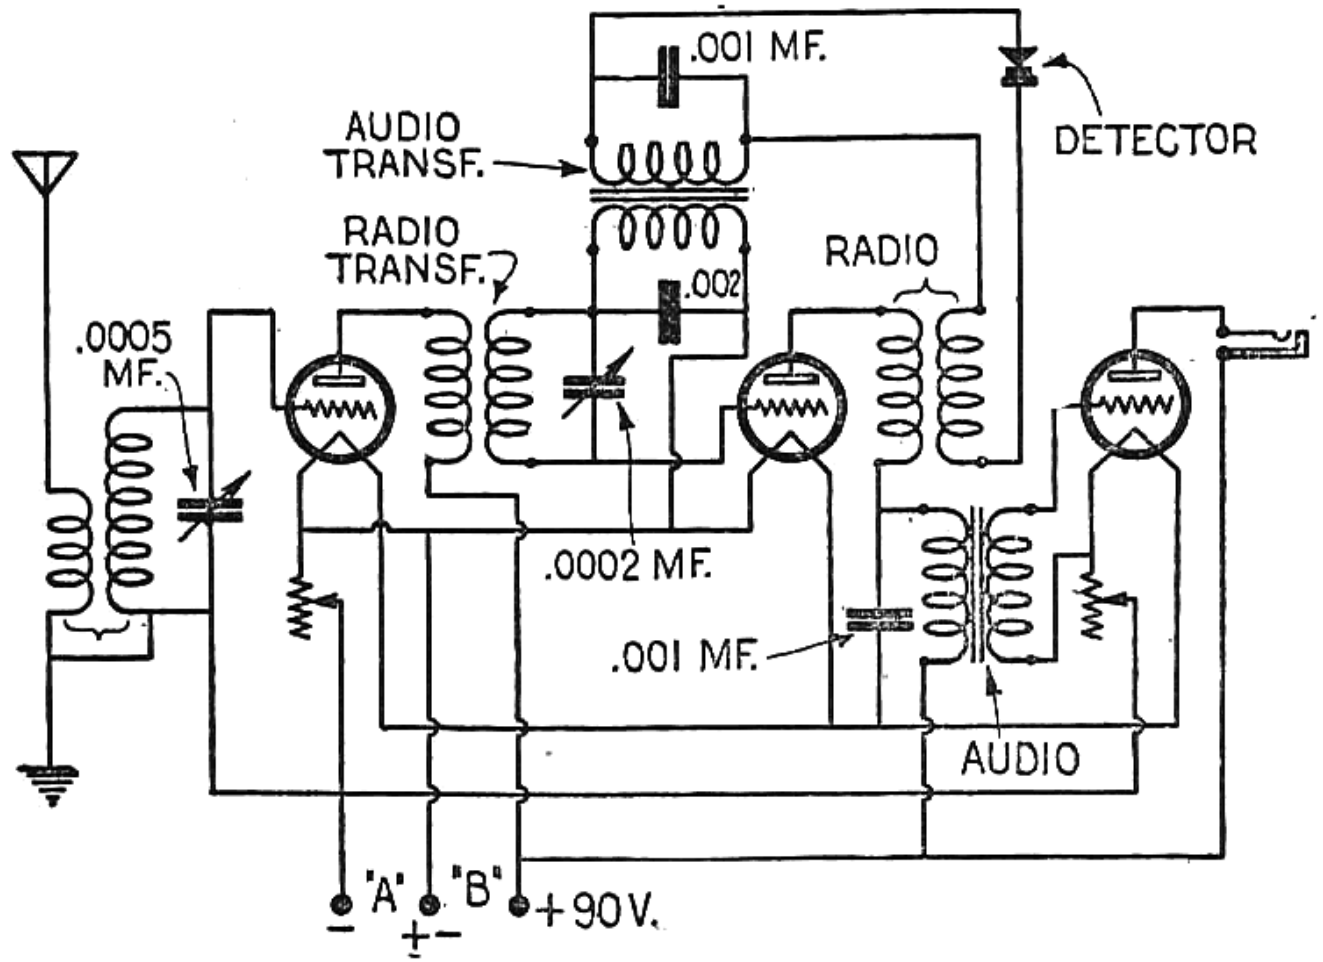 .001 MF.
DETECTOR
AUDIO
TRANSF.
RADIO
TRANSF.
.002
RADIO
.0005
MF.
.0002 MF.
.001 MF.
AUDIO
"A" "B" +90V.
- +-